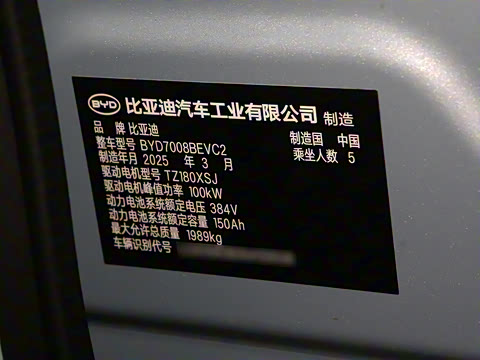 BYD 比亚迪汽车工业有限公司 制造
品 牌 比亚迪 制造国 中国
整车型号 BYD7008BEVC2 乘坐人数 5
制造年月 2025 年 3 月
驱动电机型号 TZ180XSJ
驱动电机峰值功率 100kW
动力电池系统额定电压 384V
动力电池系统额定容量 150Ah
最大允许总质量 1989kg
车辆识别代号